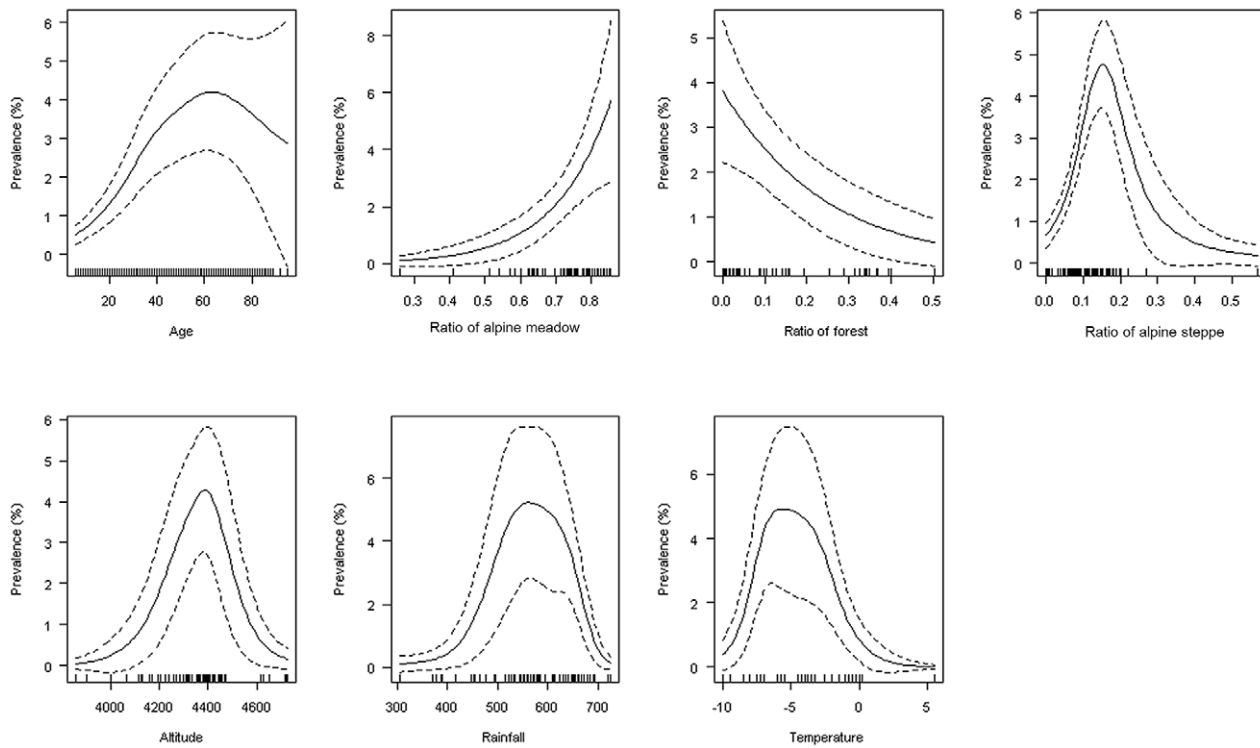 6
5
4
3
2
1
0
Prevalence (%)
20 40 60 80
Age
8
6
4
2
0
Prevalence (%)
0.3 0.4 0.5 0.6 0.7 0.8
Ratio of alpine meadow
5
4
3
2
1
0
Prevalence (%)
0.0 0.1 0.2 0.3 0.4 0.5
Ratio of forest
6
5
4
3
2
1
0
Prevalence (%)
0.0 0.1 0.2 0.3 0.4 0.5
Ratio of alpine steppe
6
5
4
3
2
1
0
Prevalence (%)
4000 4200 4400 4600
Altitude
6
4
2
0
Prevalence (%)
300 400 500 600 700
Rainfall
6
4
2
0
Prevalence (%)
-10 -5 0 5
Temperature